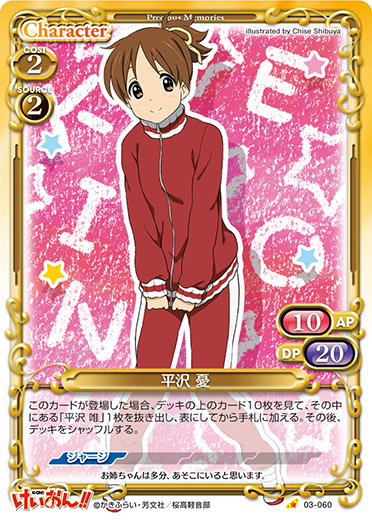 Precious Memories
Character
illustrated by Chise Shibuya
COST
2
SOURCE
2
10 AP
DP 20
平沢 憂
このカードが登場した場合、デッキの上のカード10枚を見て、その中
にある「平沢 唯」1枚を抜き出し、表にしてから手札に加える。その後、
デッキをシャッフルする。
ジャージ
お姉ちゃんは多分、あそこにいると思います。
けいおん!!
©かきふらい・芳文社/桜高軽音部
03-060